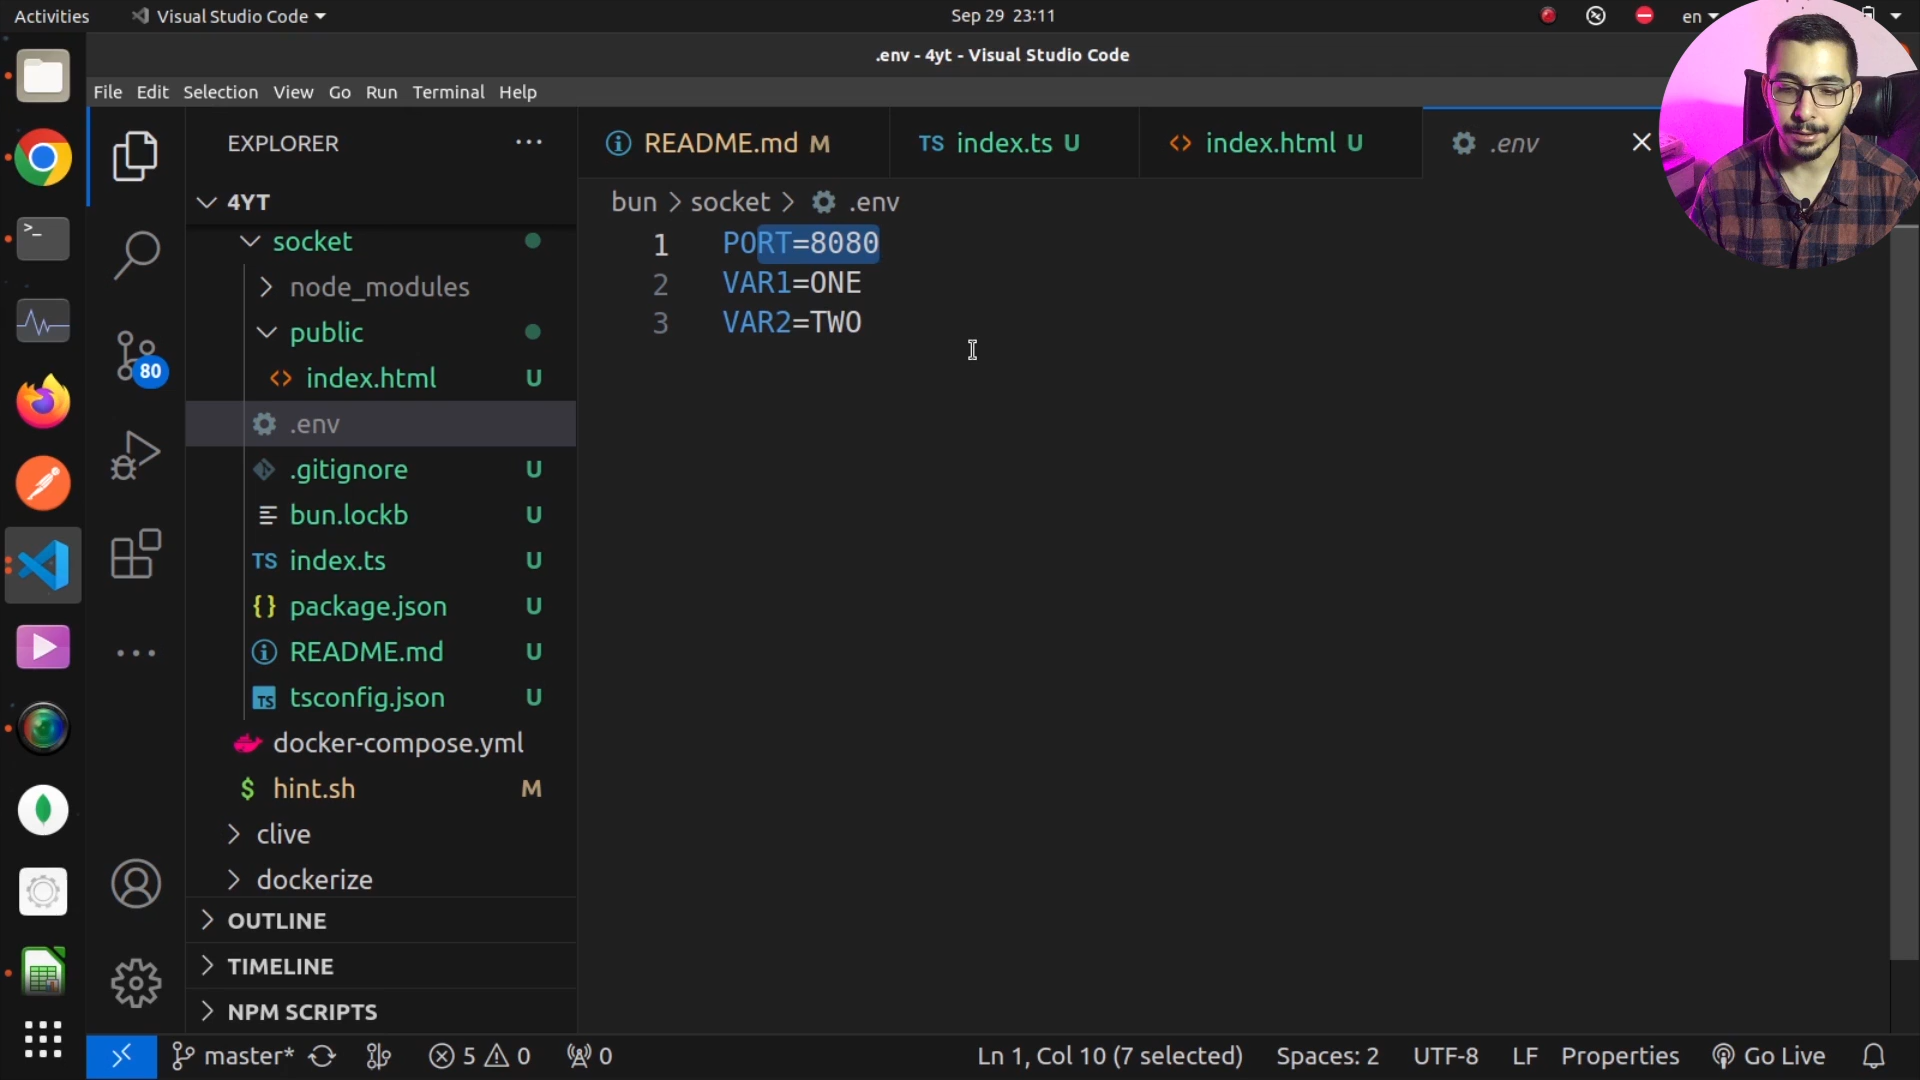 Activities
Visual Studio Code
Sep 29 23:11
en
.env - 4yt - Visual Studio Code
File Edit Selection View Go Run Terminal Help
EXPLORER
README.md M
index.ts U
index.html U
.env
4YT
bun > socket > .env
socket
node_modules
public
index.html U
.env
.gitignore U
bun.lockb U
TS index.ts U
{} package.json U
README.md U
TS tsconfig.json U
docker-compose.yml
$ hint.sh M
clive
dockerize
OUTLINE
TIMELINE
NPM SCRIPTS
80
1 PORT=8080
2 VAR1=ONE
3 VAR2=TWO
master* 5 0 0
Ln 1, Col 10 (7 selected) Spaces: 2 UTF-8 LF Properties Go Live